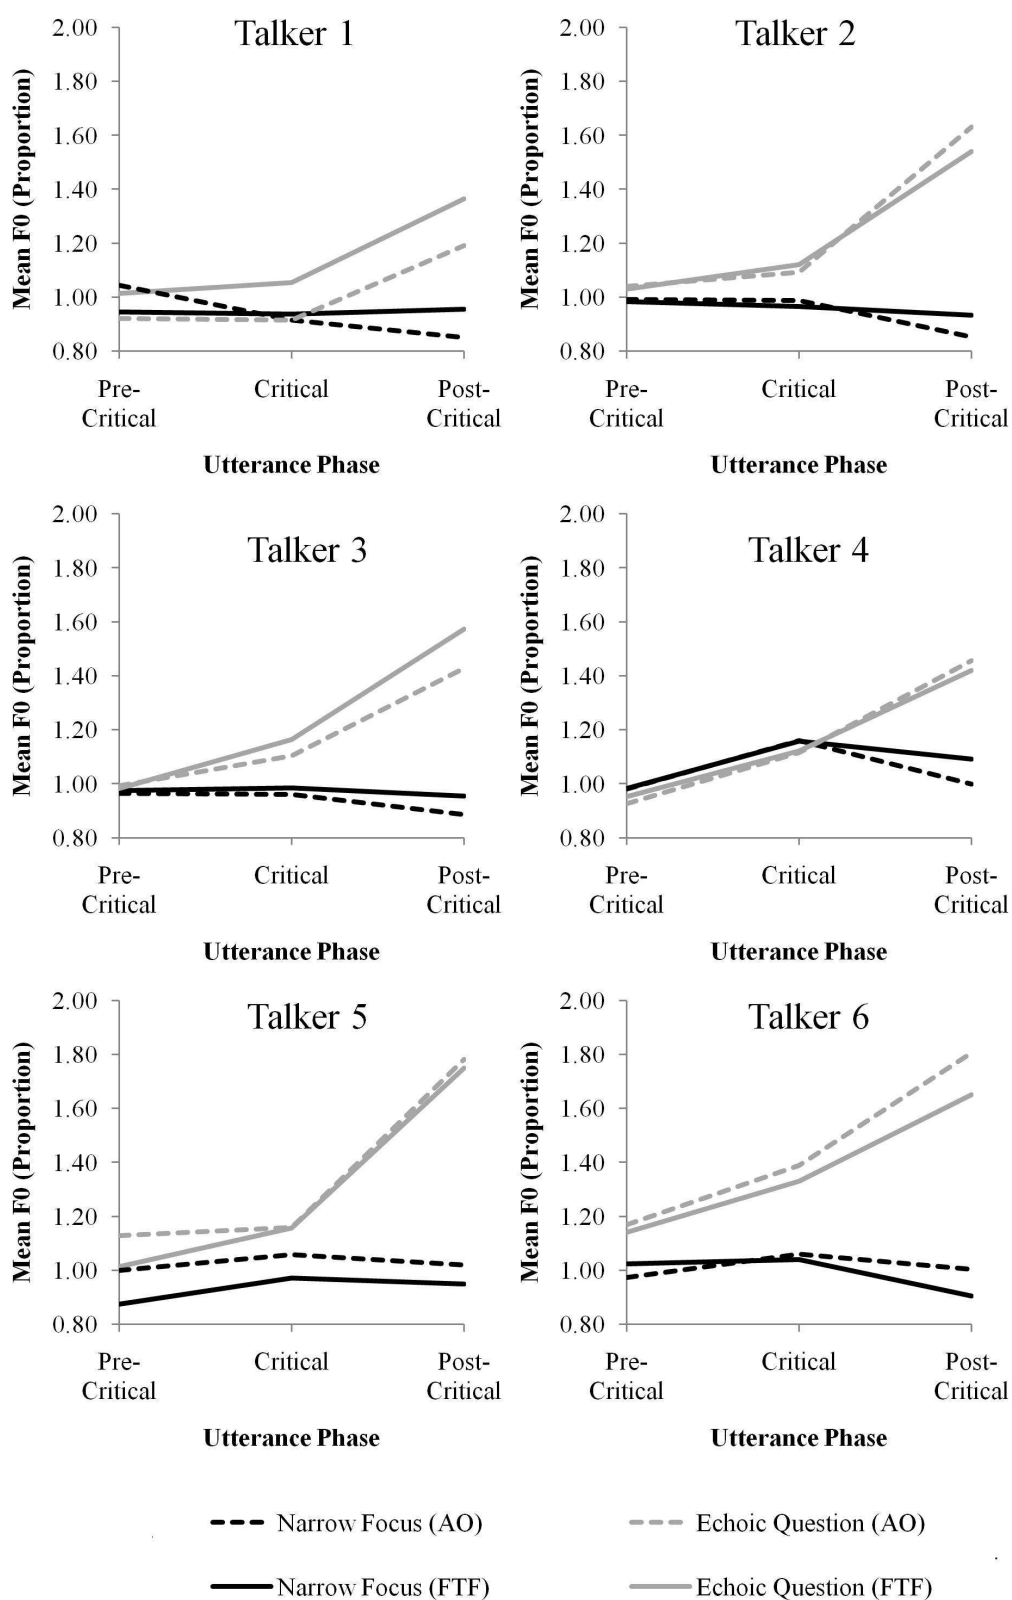 Talker 1
Mean F0 (Proportion)
2.00
1.80
1.60
1.40
1.20
1.00
0.80
Pre-
Critical
Critical
Post-
Critical
Utterance Phase
Talker 2
Mean F0 (Proportion)
2.00
1.80
1.60
1.40
1.20
1.00
0.80
Pre-
Critical
Critical
Post-
Critical
Utterance Phase
Talker 3
Mean F0 (Proportion)
2.00
1.80
1.60
1.40
1.20
1.00
0.80
Pre-
Critical
Critical
Post-
Critical
Utterance Phase
Talker 4
Mean F0 (Proportion)
2.00
1.80
1.60
1.40
1.20
1.00
0.80
Pre-
Critical
Critical
Post-
Critical
Utterance Phase
Talker 5
Mean F0 (Proportion)
2.00
1.80
1.60
1.40
1.20
1.00
0.80
Pre-
Critical
Critical
Post-
Critical
Utterance Phase
Talker 6
Mean F0 (Proportion)
2.00
1.80
1.60
1.40
1.20
1.00
0.80
Pre-
Critical
Critical
Post-
Critical
Utterance Phase
Narrow Focus (AO)
Echoic Question (AO)
Narrow Focus (FTF)
Echoic Question (FTF)